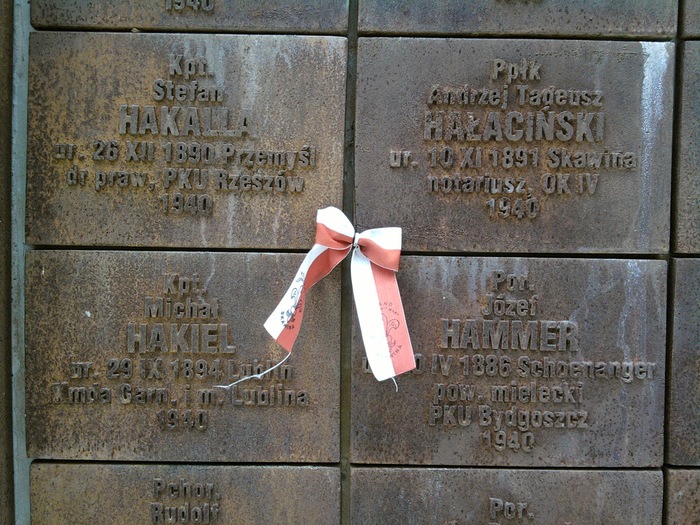 1940
Kpt.
Stefan
HAKAŁŁA
ur. 26 XII 1890 Przemyśl
dr praw, PKU Rzeszów
1940
Ppłk
Andrzej Tadeusz
HAŁACIŃSKI
ur. 10 XI 1891 Skawina
notariusz, OK IV
1940
Kpt.
Michał
HAKIEL
ur. 29 IX 1894 Lublin
Kmda Garn. i m. Lublina
1940
Por.
Józef
HAMMER
IV 1886 Schoenanger
pow. mielecki
PKU Bydgoszcz
1940
Pchor.
Rudolf
Por.